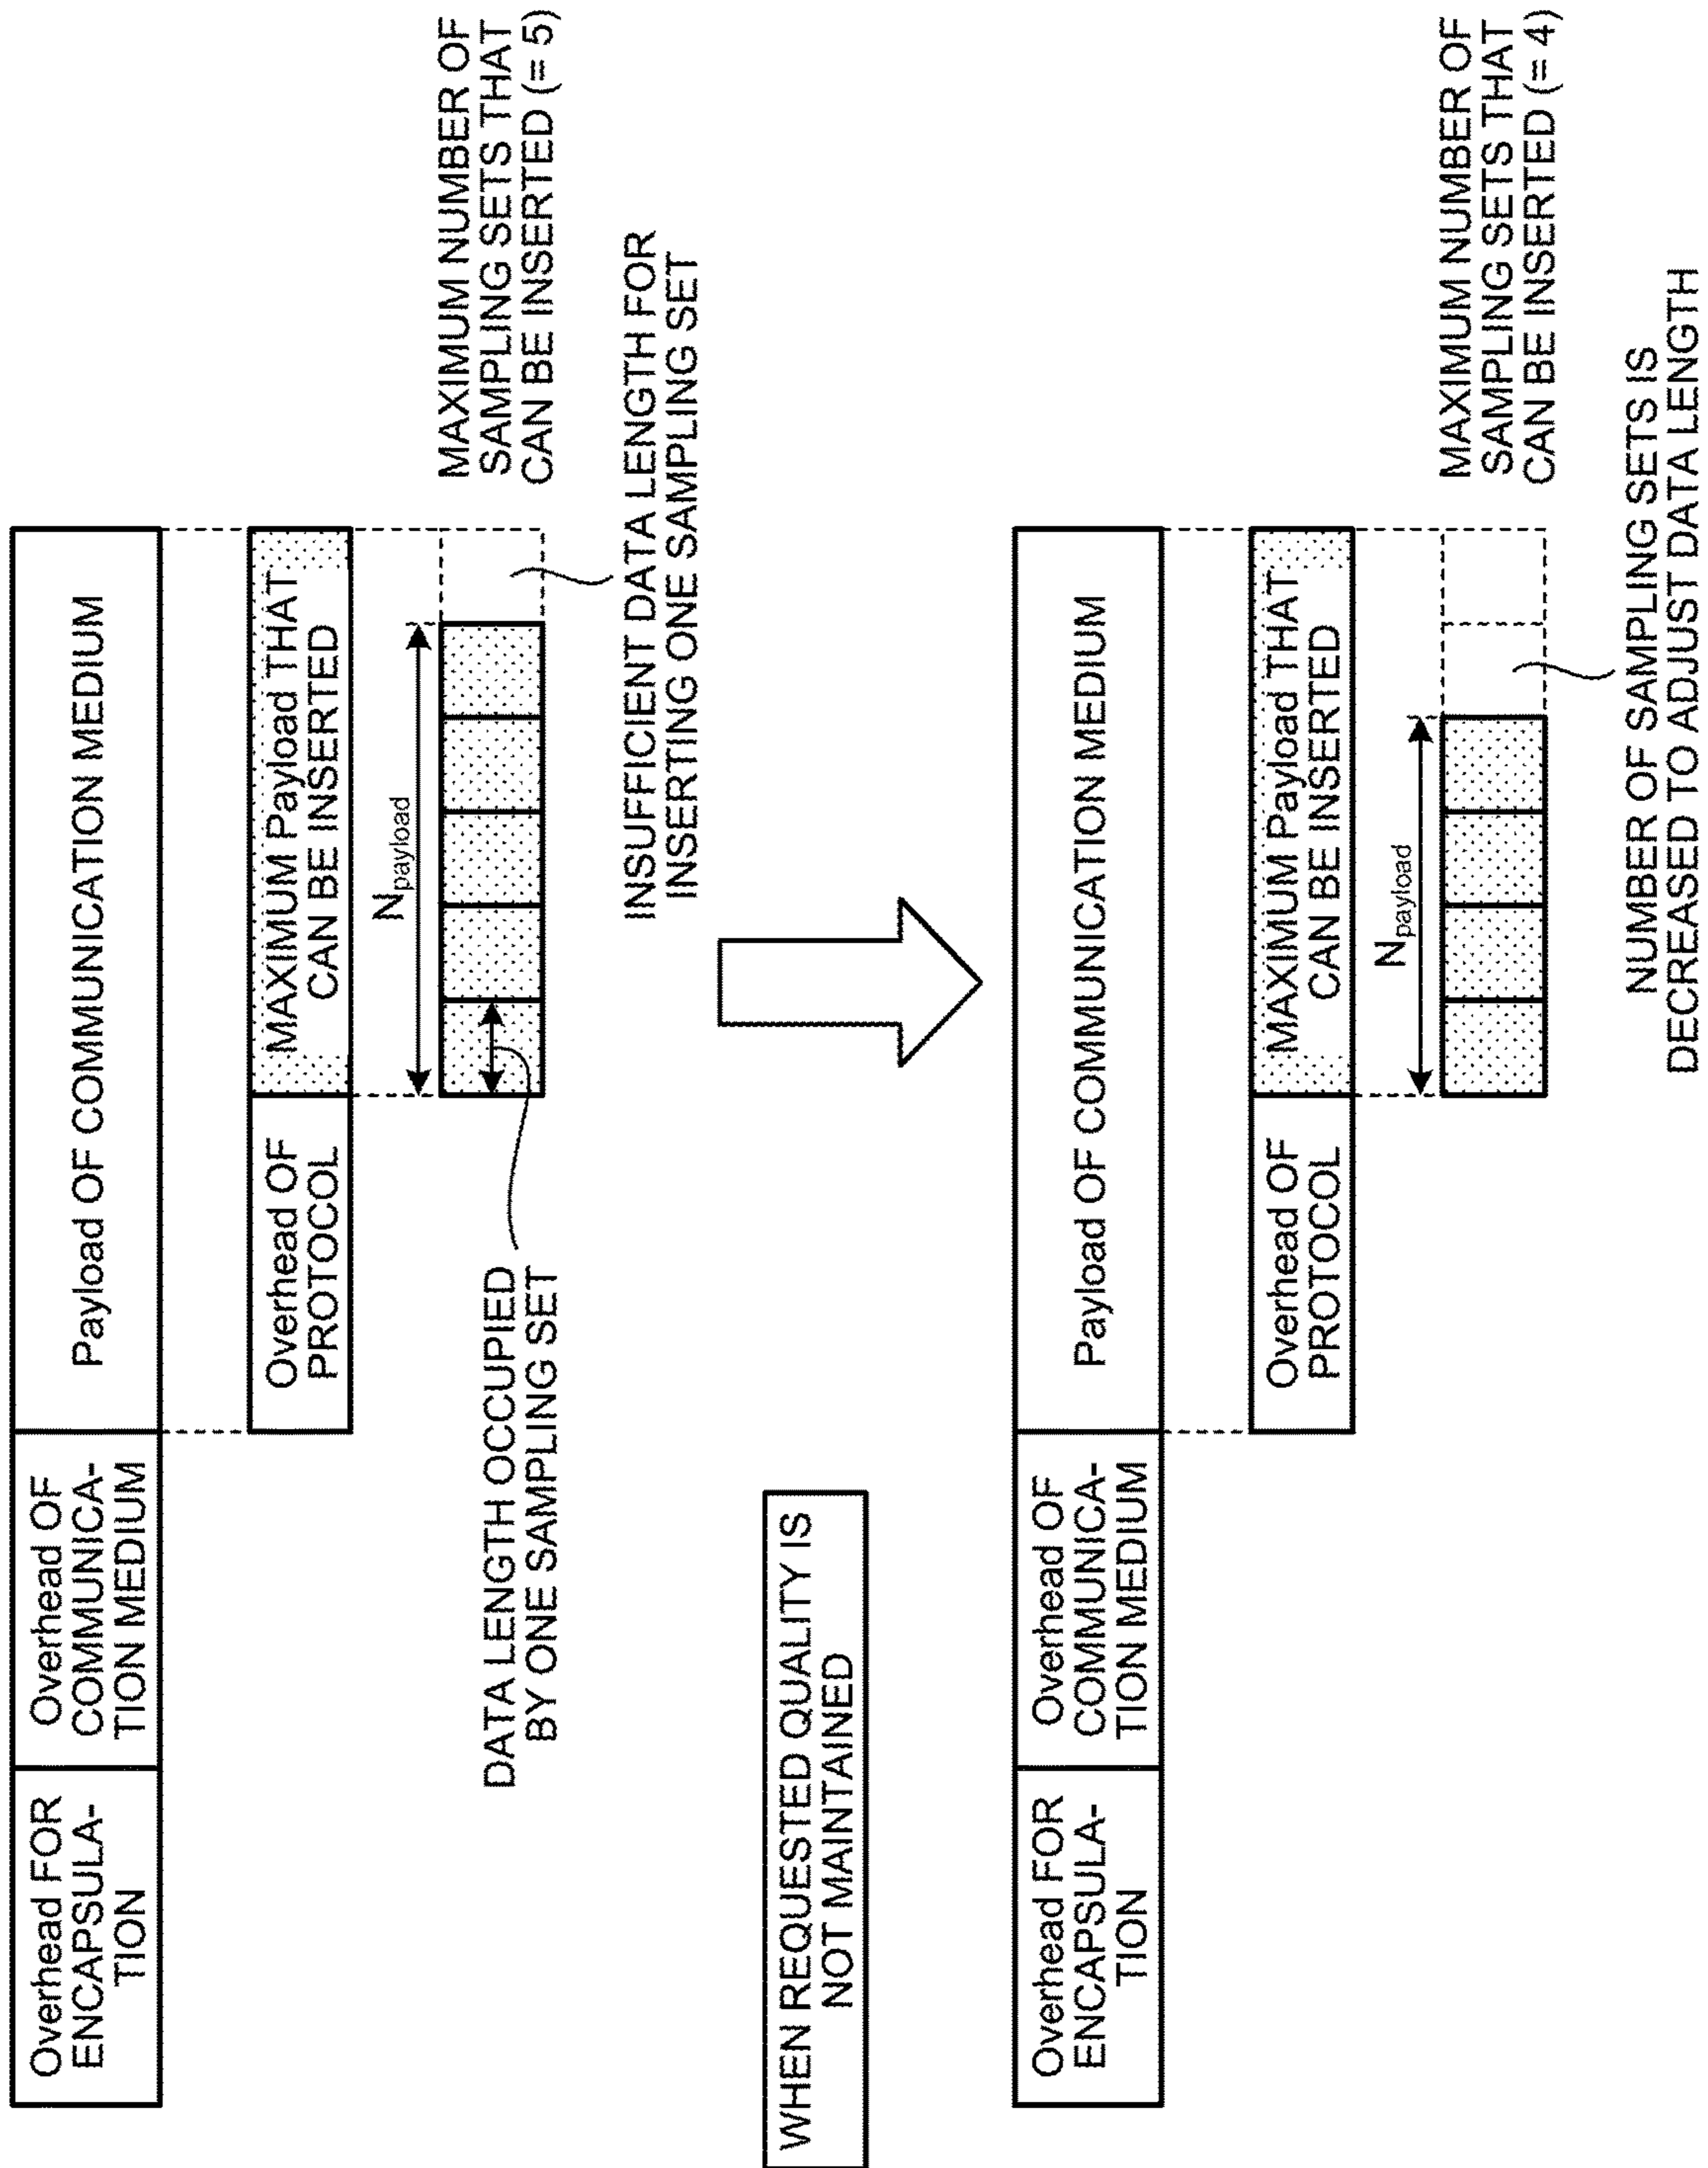 Overhead FOR
ENCAPSULA-
TION
Overhead OF
COMMUNICA-
TION MEDIUM
Payload OF COMMUNICATION MEDIUM
Overhead OF
PROTOCOL
MAXIMUM Payload THAT
CAN BE INSERTED
Npayload
MAXIMUM NUMBER OF
SAMPLING SETS THAT
CAN BE INSERTED (= 5)
DATA LENGTH OCCUPIED
BY ONE SAMPLING SET
INSUFFICIENT DATA LENGTH FOR
INSERTING ONE SAMPLING SET
WHEN REQUESTED QUALITY IS
NOT MAINTAINED
Overhead FOR
ENCAPSULA-
TION
Overhead OF
COMMUNICA-
TION MEDIUM
Payload OF COMMUNICATION MEDIUM
Overhead OF
PROTOCOL
MAXIMUM Payload THAT
CAN BE INSERTED
Npayload
MAXIMUM NUMBER OF
SAMPLING SETS THAT
CAN BE INSERTED (= 4)
NUMBER OF SAMPLING SETS IS
DECREASED TO ADJUST DATA LENGTH